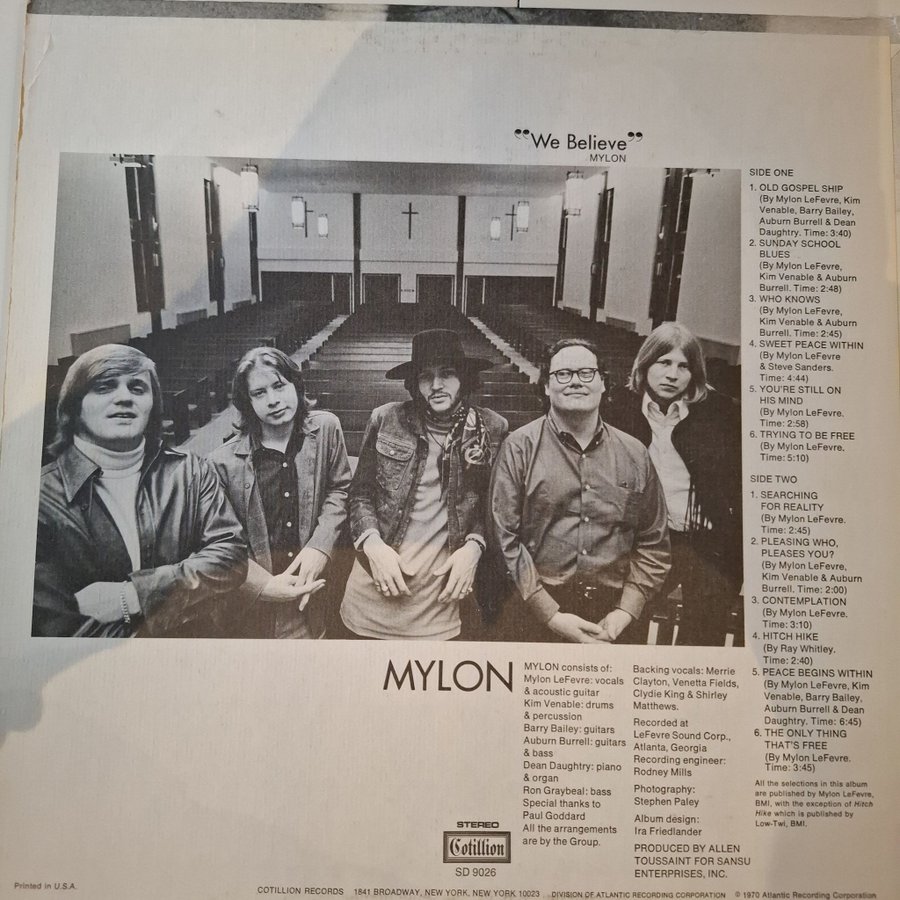 “We Believe”
MYLON
SIDE ONE
1. OLD GOSPEL SHIP
(By Mylon LeFevre, Kim
Venable, Barry Bailey,
Auburn Burrell & Dean
Daughtry. Time: 3:40)
2. SUNDAY SCHOOL
BLUES
(By Mylon LeFevre,
Kim Venable & Auburn
Burrell. Time: 2:48)
3. WHO KNOWS
(By Mylon LeFevre,
Kim Venable & Auburn
Burrell. Time: 2:45)
4. SWEET PEACE WITHIN
(By Mylon LeFevre
& Steve Sanders.
Time: 4:44)
5. YOU'RE STILL ON
HIS MIND
(By Mylon LeFevre.
Time: 2:58)
6. TRYING TO BE FREE
(By Mylon LeFevre.
Time: 5:10)
SIDE TWO
1. SEARCHING
FOR REALITY
(By Mylon LeFevre.
Time: 2:45)
2. PLEASING WHO,
PLEASES YOU?
(By Mylon LeFevre,
Kim Venable & Auburn
Burrell. Time: 2:00)
3. CONTEMPLATION
(By Mylon LeFevre.
Time: 3:10)
4. HITCH HIKE
(By Ray Whitley.
Time: 2:40)
5. PEACE BEGINS WITHIN
(By Mylon LeFevre, Kim
Venable, Barry Bailey,
Auburn Burrell & Dean
Daughtry. Time: 6:45)
6. THE ONLY THING
THAT'S FREE
(By Mylon LeFevre.
Time: 3:45)
All the selections in this album
are published by Mylon LeFevre,
BMI, with the exception of Hitch
Hike which is published by
Low-Twi, BMI.
MYLON
MYLON consists of:
Mylon LeFevre: vocals
& acoustic guitar
Kim Venable: drums
& percussion
Barry Bailey: guitars
Auburn Burrell: guitars
& bass
Dean Daughtry: piano
& organ
Ron Graybeal: bass
Special thanks to
Paul Goddard
All the arrangements
are by the Group.
Backing vocals: Merrie
Clayton, Venetta Fields,
Clydie King & Shirley
Matthews.
Recorded at
LeFevre Sound Corp.,
Atlanta, Georgia
Recording engineer:
Rodney Mills
Photography:
Stephen Paley
Album design:
Ira Friedlander
PRODUCED BY ALLEN
TOUSSAINT FOR SANSU
ENTERPRISES, INC.
STEREO
Cotillion
SD 9026
Printed in U.S.A.
COTILLION RECORDS 1841 BROADWAY, NEW YORK, NEW YORK 10023 DIVISION OF ATLANTIC RECORDING CORPORATION © 1970 Atlantic Recording Corporation